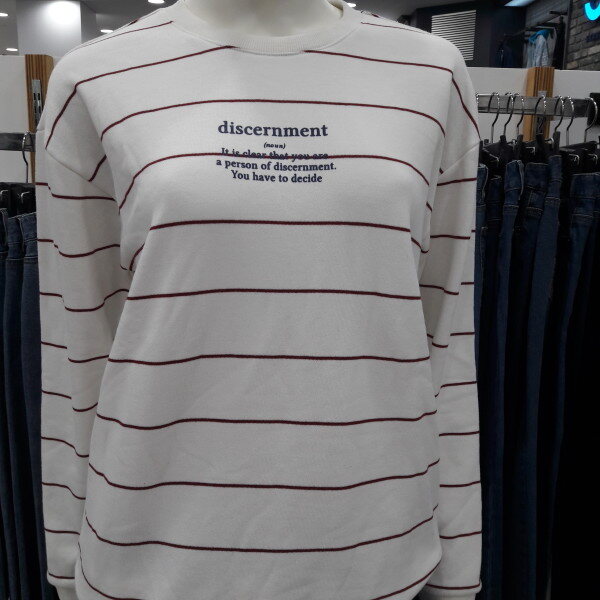 discernment
(noun)
It is clear that you are
a person of discernment.
You have to decide